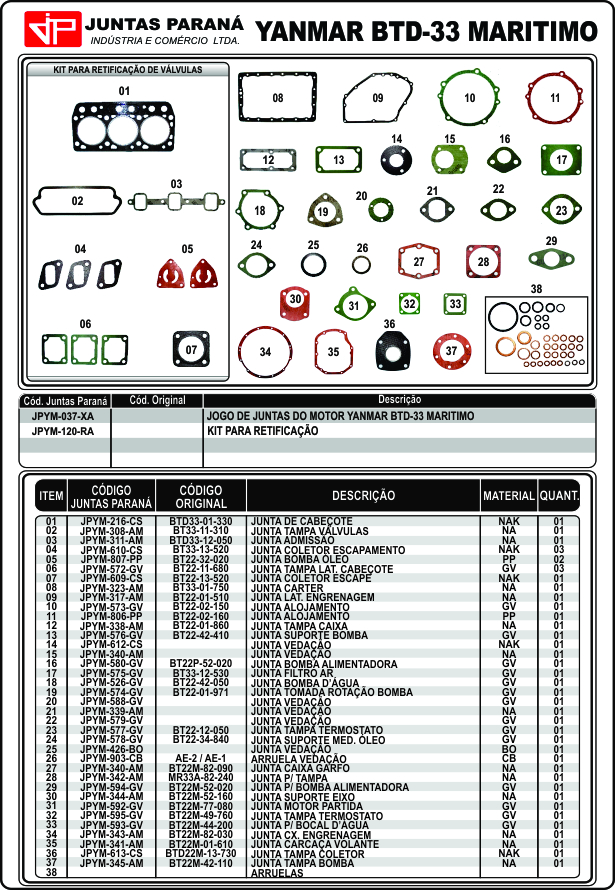 JP JUNTAS PARANÁ
INDÚSTRIA E COMÉRCIO LTDA.
YANMAR BTD-33 MARITIMO
KIT PARA RETIFICAÇÃO DE VÁLVULAS
01
02
03
04
05
06
07
08
09
10
11
12
13
14
15
16
17
18
19
20
21
22
23
24
25
26
27
28
29
30
31
32
33
34
35
36
37
38
Cód. Juntas Paraná Cód. Original Descrição
JPYM-037-XA JOGO DE JUNTAS DO MOTOR YANMAR BTD-33 MARITIMO
JPYM-120-RA KIT PARA RETIFICAÇÃO
ITEM CÓDIGO JUNTAS PARANÁ CÓDIGO ORIGINAL DESCRIÇÃO MATERIAL QUANT.
01 JPYM-216-CS BTD33-01-330 JUNTA DE CABEÇOTE NAK 01
02 JPYM-308-AM BT33-11-310 JUNTA TAMPA VÁLVULAS NA 01
03 JPYM-311-AM BTD33-12-050 JUNTA ADMISSÃO NA 01
04 JPYM-610-CS BT33-13-520 JUNTA COLETOR ESCAPAMENTO NAK 03
05 JPYM-807-PP BT22-32-020 JUNTA BOMBA ÓLEO PP 02
06 JPYM-572-GV BT22-11-680 JUNTA TAMPA LAT. CABEÇOTE GV 03
07 JPYM-609-CS BT22-13-520 JUNTA COLETOR ESCAPE NAK 01
08 JPYM-323-AM BT33-01-750 JUNTA CARTER NA 01
09 JPYM-317-AM BT22-01-510 JUNTA LAT. ENGRENAGEM NA 01
10 JPYM-573-GV BT22-02-150 JUNTA ALOJAMENTO GV 01
11 JPYM-806-PP BT22-02-160 JUNTA ALOJAMENTO PP 01
12 JPYM-338-AM BT22-01-860 JUNTA TAMPA CAIXA NA 01
13 JPYM-576-GV BT22-42-410 JUNTA SUPORTE BOMBA GV 01
14 JPYM-612-CS JUNTA VEDAÇÃO NAK 01
15 JPYM-340-AM JUNTA VEDAÇÃO NA 01
16 JPYM-580-GV BT22P-52-020 JUNTA BOMBA ALIMENTADORA GV 01
17 JPYM-575-GV BT33-12-530 JUNTA FILTRO AR GV 01
18 JPYM-526-GV BT22-42-050 JUNTA BOMBA D'ÁGUA GV 01
19 JPYM-574-GV BT22-01-971 JUNTA TOMADA ROTAÇÃO BOMBA GV 01
20 JPYM-588-GV JUNTA VEDAÇÃO GV 01
21 JPYM-339-AM JUNTA VEDAÇÃO NA 01
22 JPYM-579-GV JUNTA VEDAÇÃO GV 01
23 JPYM-577-GV BT22-12-050 JUNTA TAMPA TERMOSTATO GV 01
24 JPYM-578-GV BT22-34-840 JUNTA SUPORTE MED. ÓLEO GV 01
25 JPYM-426-BO JUNTA VEDAÇÃO BO 01
26 JPYM-903-CB AE-2 / AE-1 ARRUELA VEDAÇÃO CB 01
27 JPYM-340-AM BT22M-82-090 JUNTA CAIXA GARFO NA 01
28 JPYM-342-AM MR33A-82-240 JUNTA P/ TAMPA NA 01
29 JPYM-594-GV BT22M-52-020 JUNTA P/ BOMBA ALIMENTADORA GV 01
30 JPYM-344-AM BT22M-52-160 JUNTA SUPORTE EIXO NA 01
31 JPYM-592-GV BT22M-77-080 JUNTA MOTOR PARTIDA GV 01
32 JPYM-595-GV BT22M-49-760 JUNTA TAMPA TERMOSTATO GV 01
33 JPYM-593-GV BT22M-44-200 JUNTA P/ BOCAL D'ÁGUA GV 01
34 JPYM-343-AM BT22M-82-030 JUNTA CX. ENGRENAGEM NA 01
35 JPYM-341-AM BT22M-01-610 JUNTA CARCAÇA VOLANTE NA 01
36 JPYM-613-CS BTD22M-13-730 JUNTA TAMPA COLETOR NAK 01
37 JPYM-345-AM BT22M-42-110 JUNTA TAMPA BOMBA NA 01
38 ARRUELAS